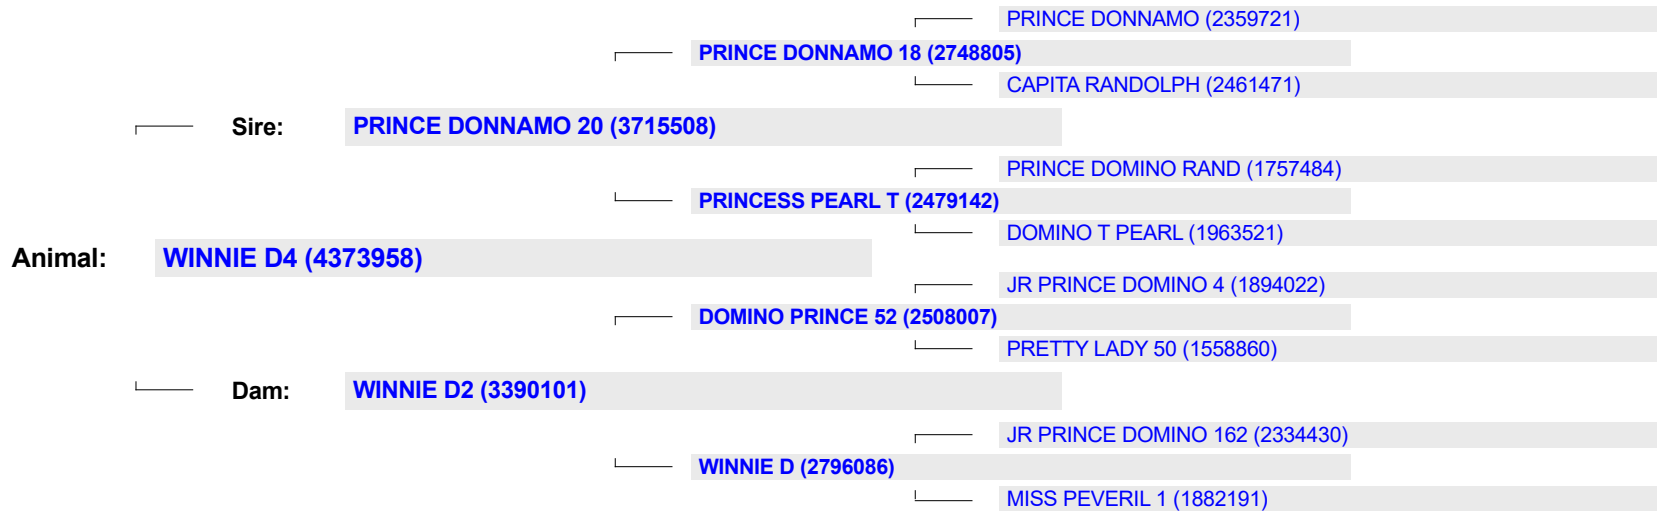 PRINCE DONNAMO (2359721)
PRINCE DONNAMO 18 (2748805)
CAPITA RANDOLPH (2461471)
Sire: PRINCE DONNAMO 20 (3715508)
PRINCE DOMINO RAND (1757484)
PRINCESS PEARL T (2479142)
DOMINO T PEARL (1963521)
Animal: WINNIE D4 (4373958)
JR PRINCE DOMINO 4 (1894022)
DOMINO PRINCE 52 (2508007)
PRETTY LADY 50 (1558860)
Dam: WINNIE D2 (3390101)
JR PRINCE DOMINO 162 (2334430)
WINNIE D (2796086)
MISS PEVERIL 1 (1882191)